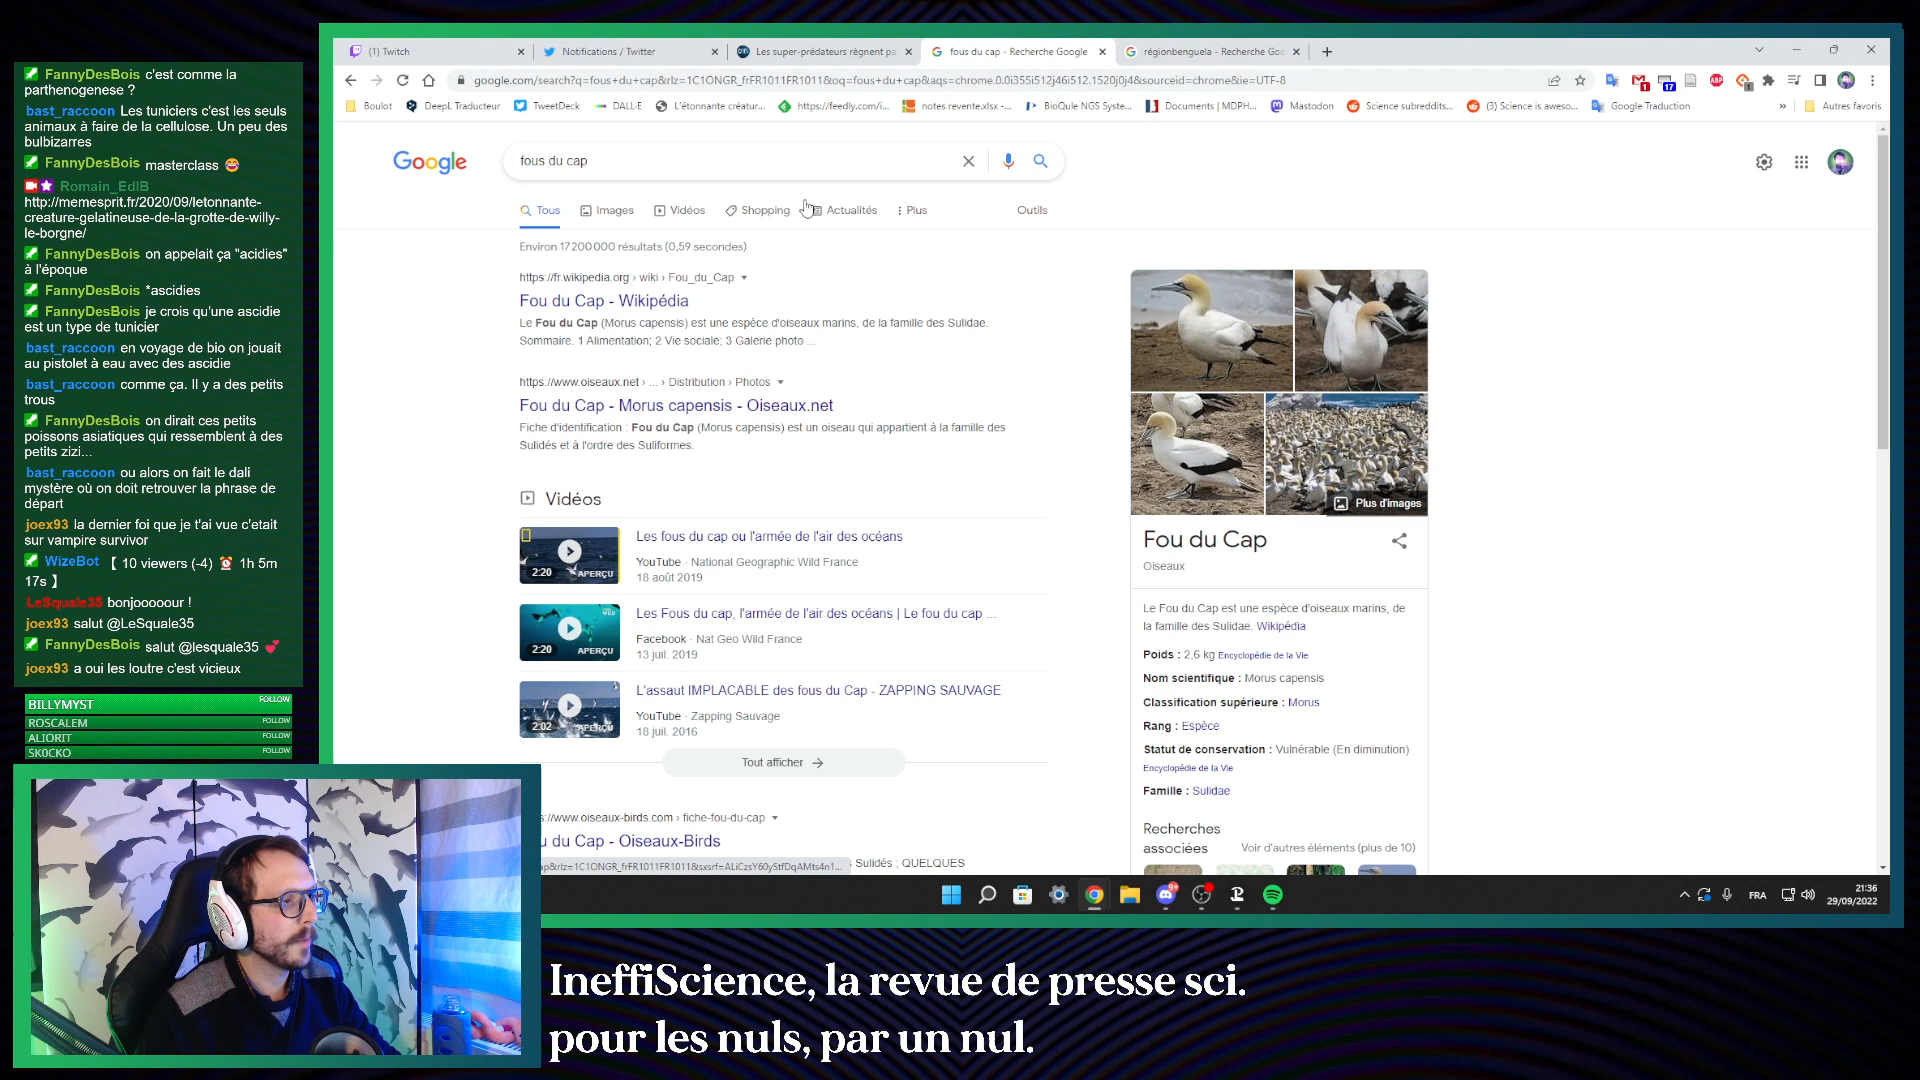 FannyDesBois c'est comme la
parthenogenese ?
bast_raccoon Les tuniciers c'est les seuls
animaux à faire de la cellulose. Un peu des
bulbizarres
FannyDesBois masterclass 😂
Romain_EdlB
http://memesprit.fr/2020/09/letonnante-
creature-gelatineuse-de-la-grotte-de-willy-
le-borgne/
FannyDesBois on appelait ça "acidies"
à l'époque
FannyDesBois *ascidies
FannyDesBois je crois qu'une ascidie
est un type de tunicier
bast_raccoon en voyage de bio on jouait
au pistolet à eau avec des ascidie
bast_raccoon comme ça. Il y a des petits
trous
FannyDesBois on dirait ces petits
poissons asiatiques qui ressemblent à des
petits zizi...
bast_raccoon ou alors on fait le dali
mystère où on doit retrouver la phrase de
départ
joex93 la dernier foi que je t'ai vue c'etait
sur vampire survivor
WizeBot 【 10 viewers (-4) ⏰ 1h 5m
17s 】
LeSquale35 bonjooooour !
joex93 salut @LeSquale35
FannyDesBois salut @lesquale35 💕
joex93 a oui les loutre c'est vicieux
BILLYMYST FOLLOW
ROSCALEM FOLLOW
ALIORIT FOLLOW
SK0CKO FOLLOW
(1) Twitch
Notifications / Twitter
Les super-prédateurs règnent pa
fous du cap - Recherche Google
régionbenguela - Recherche Goo
google.com/search?q=fous+du+cap&rlz=1C1ONGR_frFR1011FR1011&oq=fous+du+cap&aqs=chrome.0.0i355i512j46i512.1520j0j4&sourceid=chrome&ie=UTF-8
Boulot
DeepL Traducteur
TweetDeck
DALL·E
L'étonnante créatur...
https://feedly.com/i...
notes revente.xlsx -...
BioQule NGS Syste...
Documents | MDPH...
Mastodon
Science subreddits...
(3) Science is aweso...
Google Traduction
»
Autres favoris
Google
fous du cap
Tous
Images
Vidéos
Shopping
Actualités
Plus
Outils
Environ 17 200 000 résultats (0,59 secondes)
https://fr.wikipedia.org › wiki › Fou_du_Cap
Fou du Cap - Wikipédia
Le Fou du Cap (Morus capensis) est une espèce d'oiseaux marins, de la famille des Sulidae.
Sommaire. 1 Alimentation; 2 Vie sociale; 3 Galerie photo ...
https://www.oiseaux.net › ... › Distribution › Photos
Fou du Cap - Morus capensis - Oiseaux.net
Fiche d'identification : Fou du Cap (Morus capensis) est un oiseau qui appartient à la famille des
Sulidés et à l'ordre des Suliformes.
Vidéos
2:20 APERÇU
Les fous du cap ou l'armée de l'air des océans
YouTube · National Geographic Wild France
18 août 2019
2:20 APERÇU
Les Fous du cap, l'armée de l'air des océans | Le fou du cap ...
Facebook · Nat Geo Wild France
13 juil. 2019
2:02 APERÇU
L'assaut IMPLACABLE des fous du Cap - ZAPPING SAUVAGE
YouTube · Zapping Sauvage
18 juil. 2016
Tout afficher
s://www.oiseaux-birds.com › fiche-fou-du-cap
u du Cap - Oiseaux-Birds
Sulidés ; QUELQUES
ap&rlz=1C1ONGR_frFR1011FR1011&sxsrf=ALiCzsY60yStfDqAMts4n1...
Plus d'images
Fou du Cap
Oiseaux
Le Fou du Cap est une espèce d'oiseaux marins, de
la famille des Sulidae. Wikipédia
Poids : 2,6 kg Encyclopédie de la Vie
Nom scientifique : Morus capensis
Classification supérieure : Morus
Rang : Espèce
Statut de conservation : Vulnérable (En diminution)
Encyclopédie de la Vie
Famille : Sulidae
Recherches
associées
Voir d'autres éléments (plus de 10)
FRA
21:36
29/09/2022
IneffiScience, la revue de presse sci.
pour les nuls, par un nul.